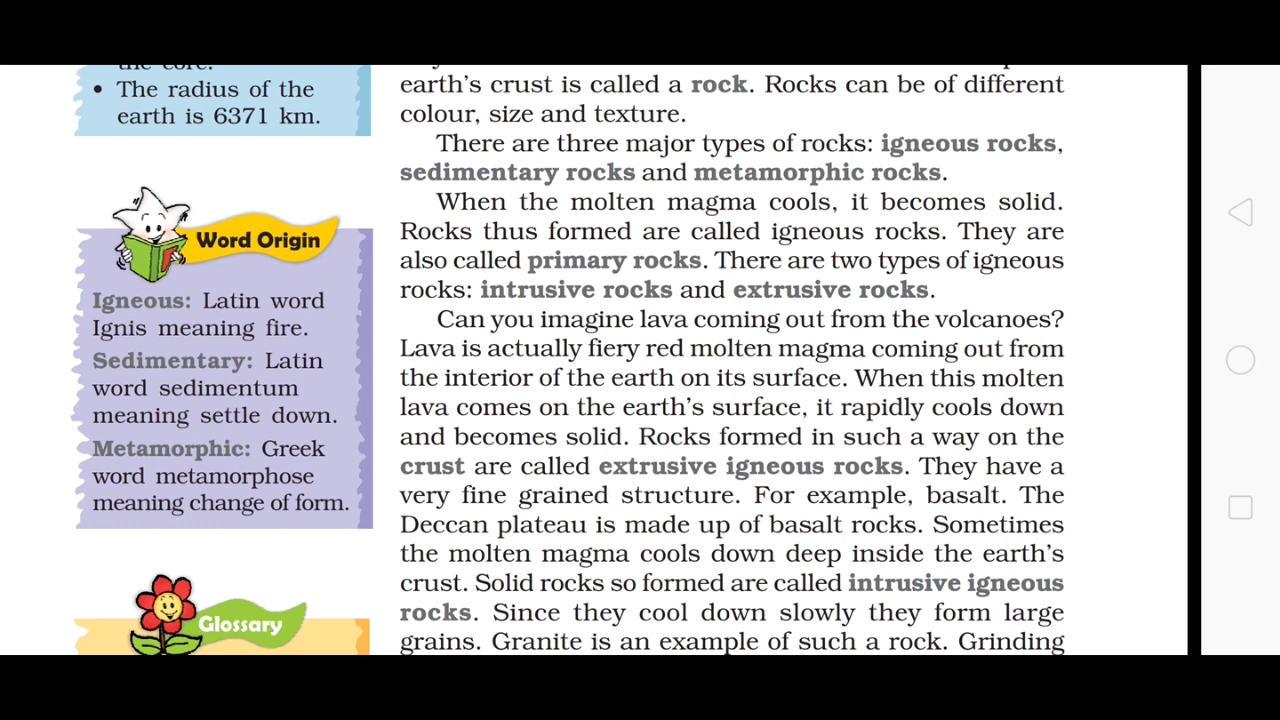 the core.
• The radius of the
earth is 6371 km.
Word Origin
Igneous: Latin word
Ignis meaning fire.
Sedimentary: Latin
word sedimentum
meaning settle down.
Metamorphic: Greek
word metamorphose
meaning change of form.
Glossary
earth's crust is called a rock. Rocks can be of different
colour, size and texture.
There are three major types of rocks: igneous rocks,
sedimentary rocks and metamorphic rocks.
When the molten magma cools, it becomes solid.
Rocks thus formed are called igneous rocks. They are
also called primary rocks. There are two types of igneous
rocks: intrusive rocks and extrusive rocks.
Can you imagine lava coming out from the volcanoes?
Lava is actually fiery red molten magma coming out from
the interior of the earth on its surface. When this molten
lava comes on the earth's surface, it rapidly cools down
and becomes solid. Rocks formed in such a way on the
crust are called extrusive igneous rocks. They have a
very fine grained structure. For example, basalt. The
Deccan plateau is made up of basalt rocks. Sometimes
the molten magma cools down deep inside the earth's
crust. Solid rocks so formed are called intrusive igneous
rocks. Since they cool down slowly they form large
grains. Granite is an example of such a rock. Grinding